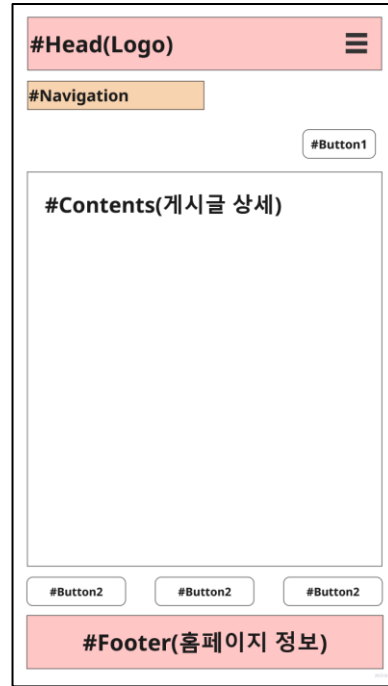 #Head(Logo)
#Navigation
#Button1
#Contents(게시글 상세)
#Button2
#Button2
#Button2
#Footer(홈페이지 정보)